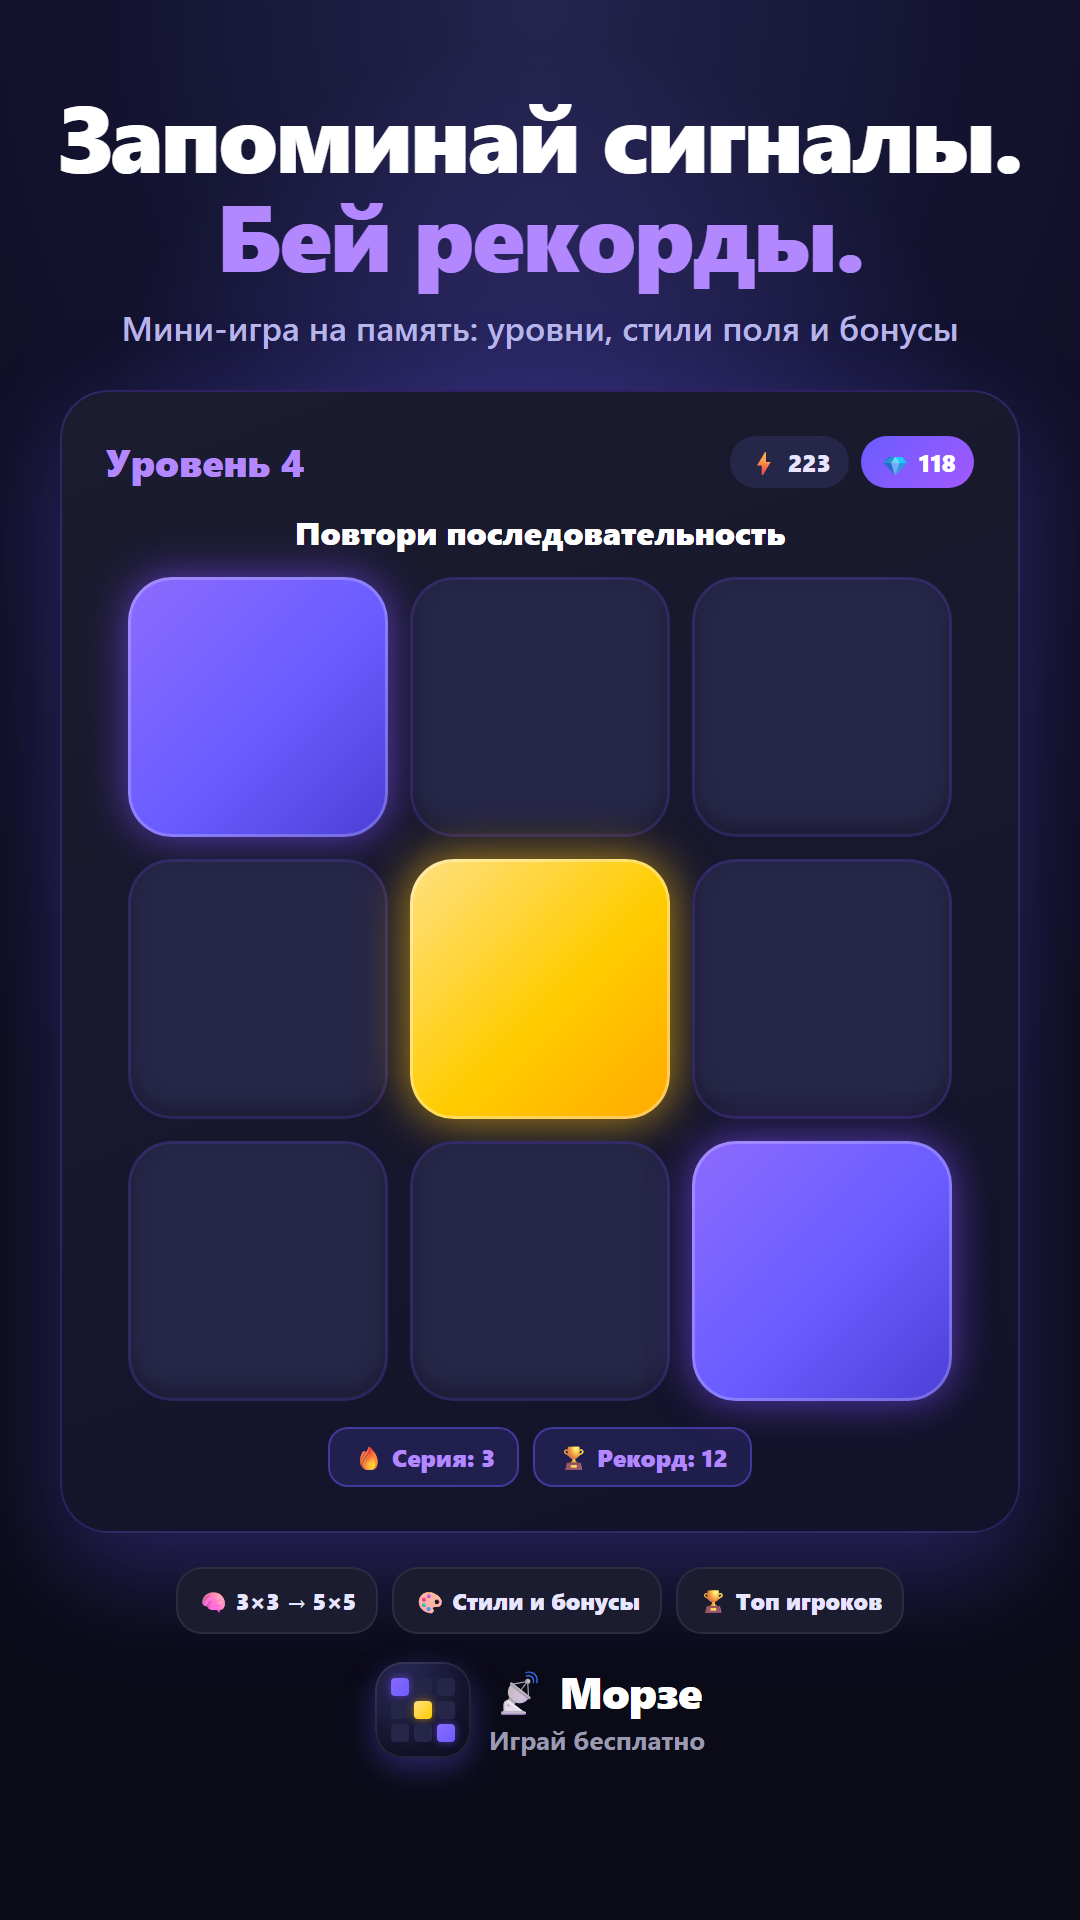 Запоминай сигналы.
Бей рекорды.
Мини-игра на память: уровни, стили поля и бонусы
Уровень 4
223
118
Повтори последовательность
Серия: 3
Рекорд: 12
3×3 → 5×5
Стили и бонусы
Топ игроков
Морзе
Играй бесплатно